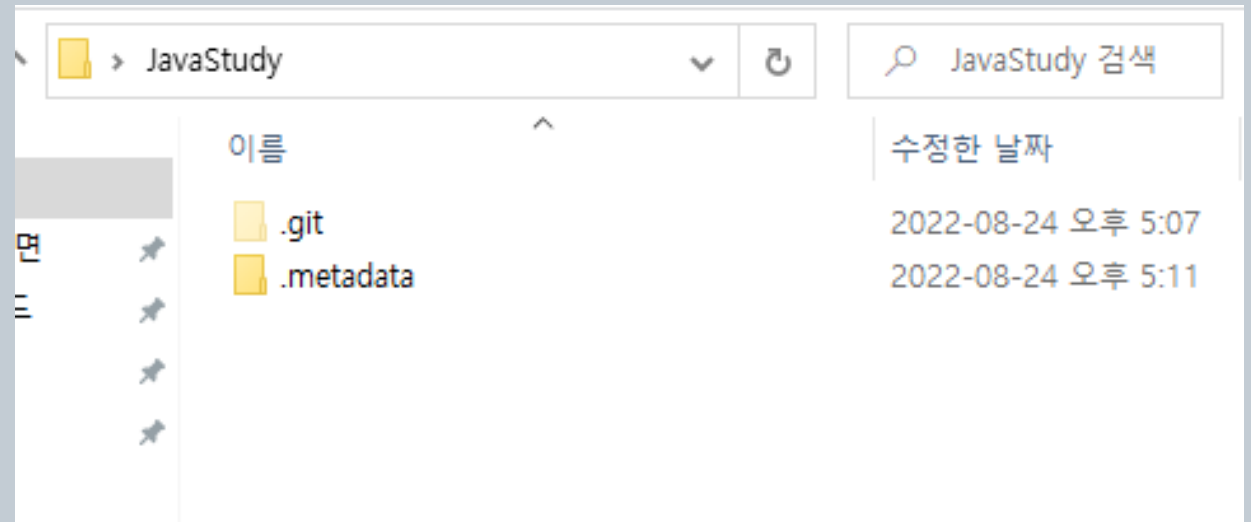 JavaStudy
JavaStudy 검색
이름 수정한 날짜
.git 2022-08-24 오후 5:07
면
.metadata 2022-08-24 오후 5:11
드